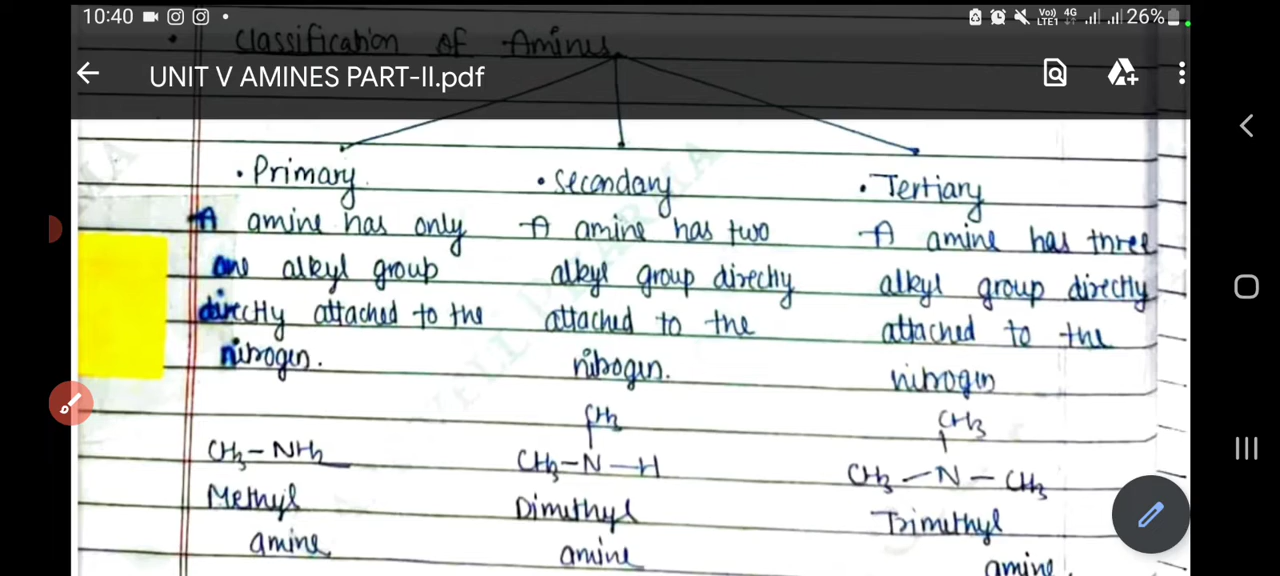 10:40
Vo)) 4G
LTE1
26%
Classification of Amines
UNIT V AMINES PART-II.pdf
• Primary
A amine has only
one alkyl group
directly attached to the
nitrogen.
CH3-NH2
Methyl
amine
• Secondary
A amine has two
alkyl group directly
attached to the
nitrogen.
CH3
CH3-N-H
Dimethyl
amine
• Tertiary
A amine has three
alkyl group directly
attached to the
nitrogen
CH3
CH3-N-CH3
Trimethyl
amine.